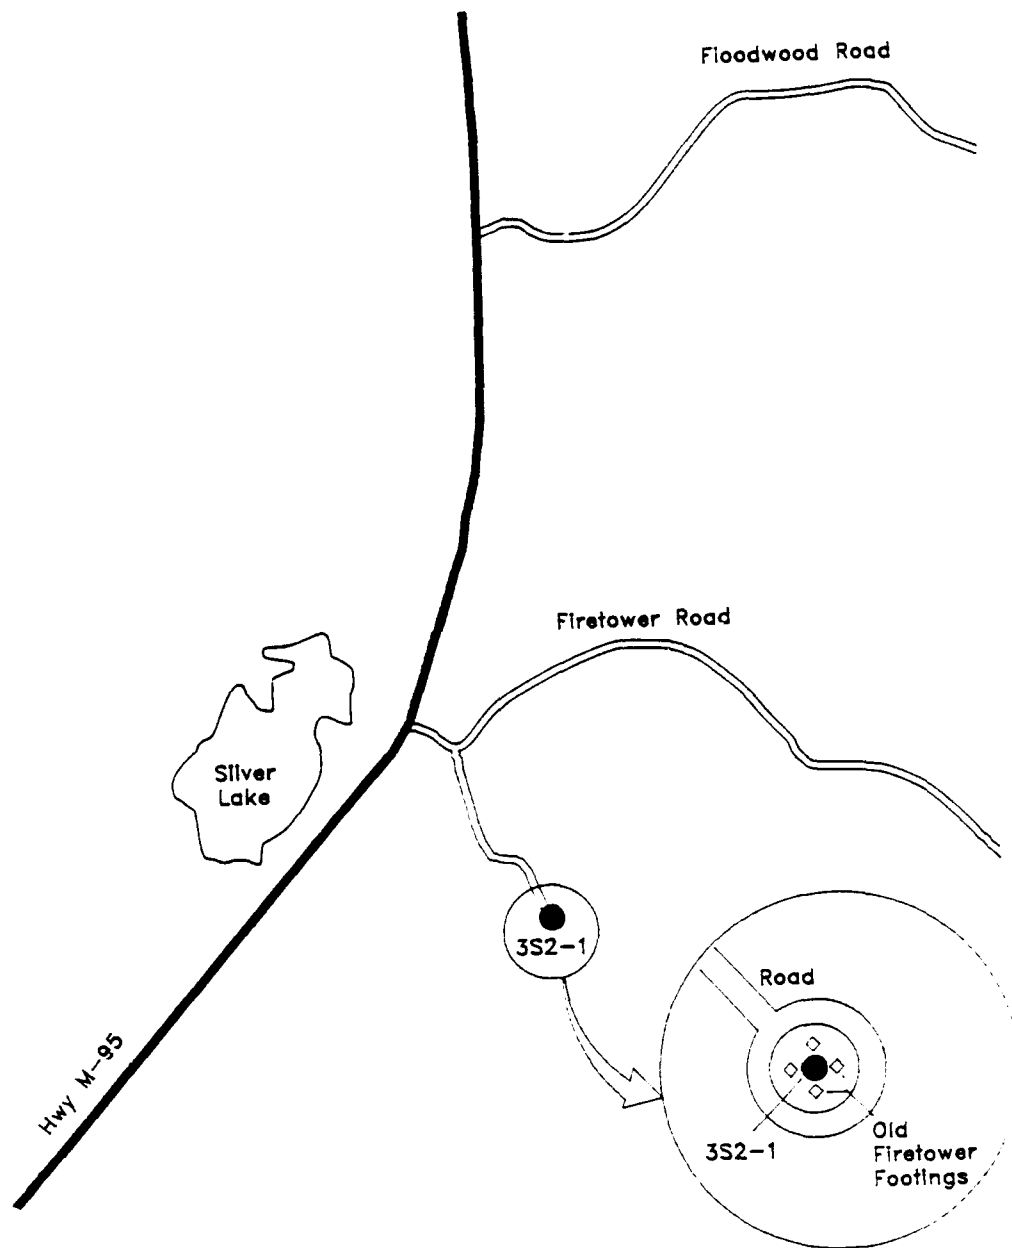 Floodwood Road
Firetower Road
Silver
Lake
3S2-1
Road
Hwy M-95
3S2-1
Old
Firetower
Footings